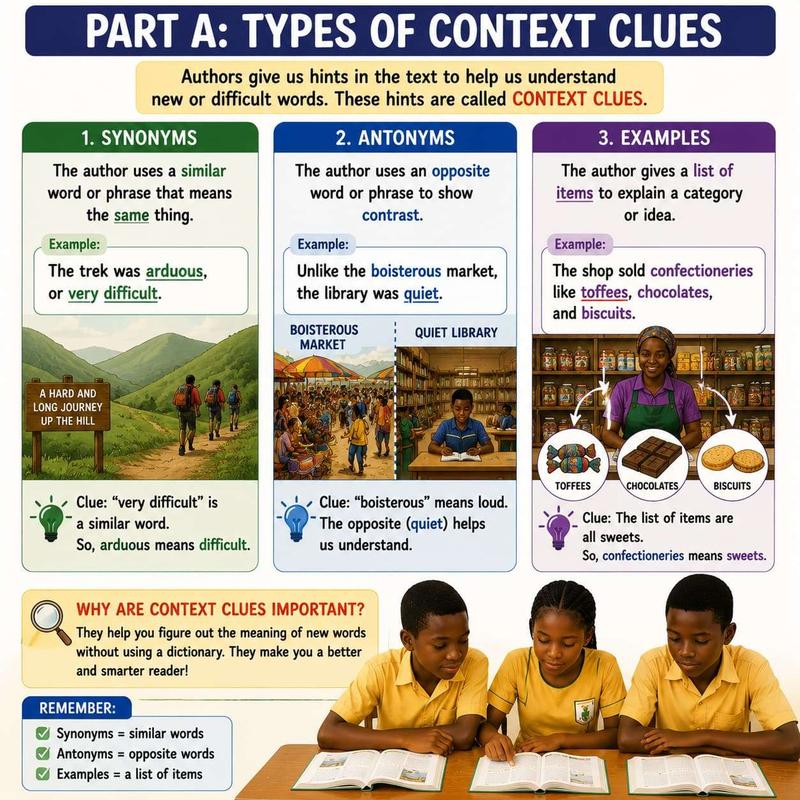 PART A: TYPES OF CONTEXT CLUES
Authors give us hints in the text to help us understand
new or difficult words. These hints are called CONTEXT CLUES.
1. SYNONYMS
The author uses a similar
word or phrase that means
the same thing.
Example:
The trek was arduous,
or very difficult.
A HARD AND
LONG JOURNEY
UP THE HILL
Clue: “very difficult” is
a similar word.
So, arduous means difficult.
2. ANTONYMS
The author uses an opposite
word or phrase to show
contrast.
Example:
Unlike the boisterous market,
the library was quiet.
BOISTEROUS
MARKET
QUIET LIBRARY
Clue: “boisterous” means loud.
The opposite (quiet) helps
us understand.
3. EXAMPLES
The author gives a list of
items to explain a category
or idea.
Example:
The shop sold confectioneries
like toffees, chocolates,
and biscuits.
TOFFEES
CHOCOLATES
BISCUITS
Clue: The list of items are
all sweets.
So, confectioneries means sweets.
WHY ARE CONTEXT CLUES IMPORTANT?
They help you figure out the meaning of new words
without using a dictionary. They make you a better
and smarter reader!
REMEMBER:
Synonyms = similar words
Antonyms = opposite words
Examples = a list of items